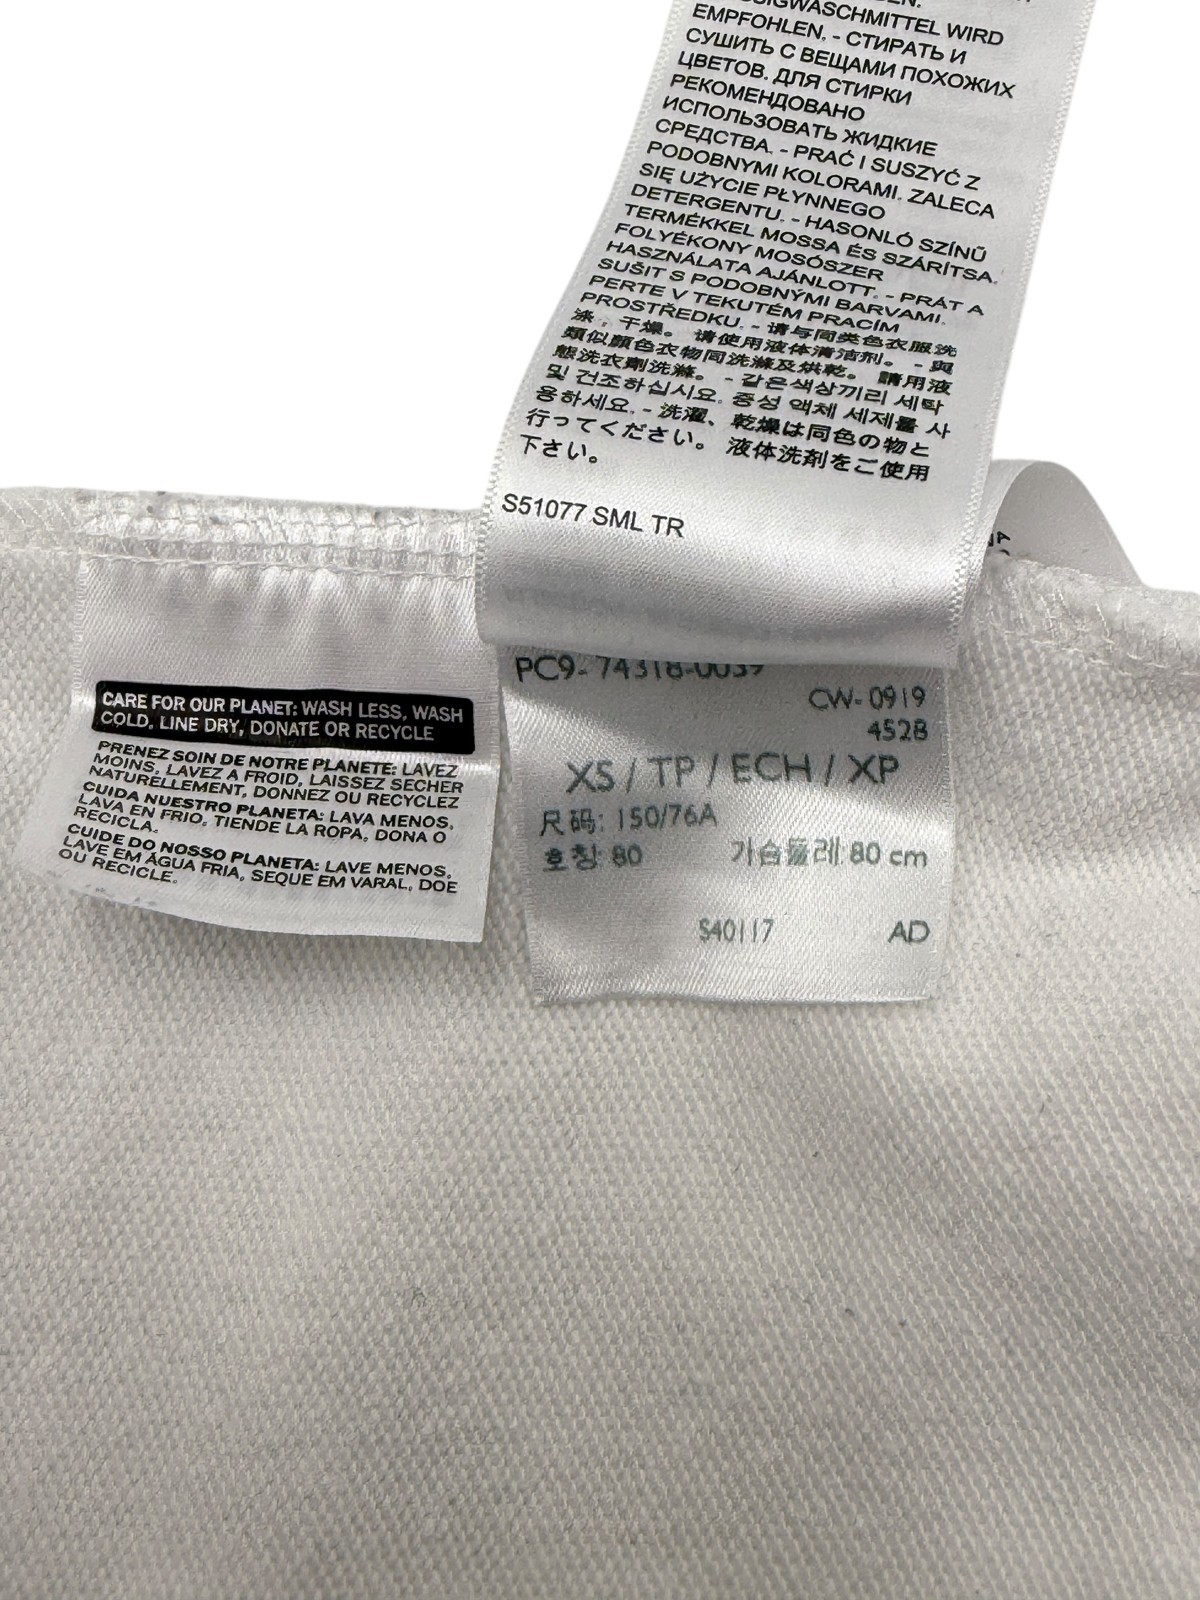 SSIGWASCHMITTEL WIRD
EMPFOHLEN. - СТИРАТЬ И
СУШИТЬ С ВЕЩАМИ ПОХОЖИХ
ЦВЕТОВ. ДЛЯ СТИРКИ
РЕКОМЕНДОВАНО
ИСПОЛЬЗОВАТЬ ЖИДКИЕ
СРЕДСТВА. - PRAĆ I SUSZYĆ Z
PODOBNYMI KOLORAMI. ZALECA
SIĘ UŻYCIE PŁYNNEGO
DETERGENTU. - HASONLÓ SZÍNŰ
TERMÉKKEL MOSSA ÉS SZÁRÍTSA.
FOLYÉKONY MOSÓSZER
HASZNÁLATA AJÁNLOTT. - PRÁT A
SUŠIT S PODOBNÝMI BARVAMI.
PERTE V TEKUTÉM PRACÍM
PROSTŘEDKU. - 请与同类色衣服洗
涤，干燥。 请使用液体清洁剂。 - 與
類似顏色衣物同洗滌及烘乾。 請用液
態洗衣劑洗滌。 - 같은색상끼리 세탁
및 건조하십시요. 중성 액체 세제를 사
용하세요. - 洗濯、乾燥は同色の物と
行ってください。 液体洗剤をご使用
下さい。
S51077 SML TR
PC9-74318-0039
CW-0919
4528
XS / TP / ECH / XP
尺码: 150/76A
호칭: 80 가슴둘레 80 cm
S40117 AD
CARE FOR OUR PLANET: WASH LESS, WASH
COLD, LINE DRY, DONATE OR RECYCLE
PRENEZ SOIN DE NOTRE PLANETE: LAVEZ
MOINS, LAVEZ A FROID, LAISSEZ SECHER
NATURELLEMENT, DONNEZ OU RECYCLEZ
CUIDA NUESTRO PLANETA: LAVA MENOS,
LAVA EN FRIO, TIENDE LA ROPA, DONA O
RECICLA.
CUIDE DO NOSSO PLANETA: LAVE MENOS,
LAVE EM ÁGUA FRIA, SEQUE EM VARAL, DOE
OU RECICLE.